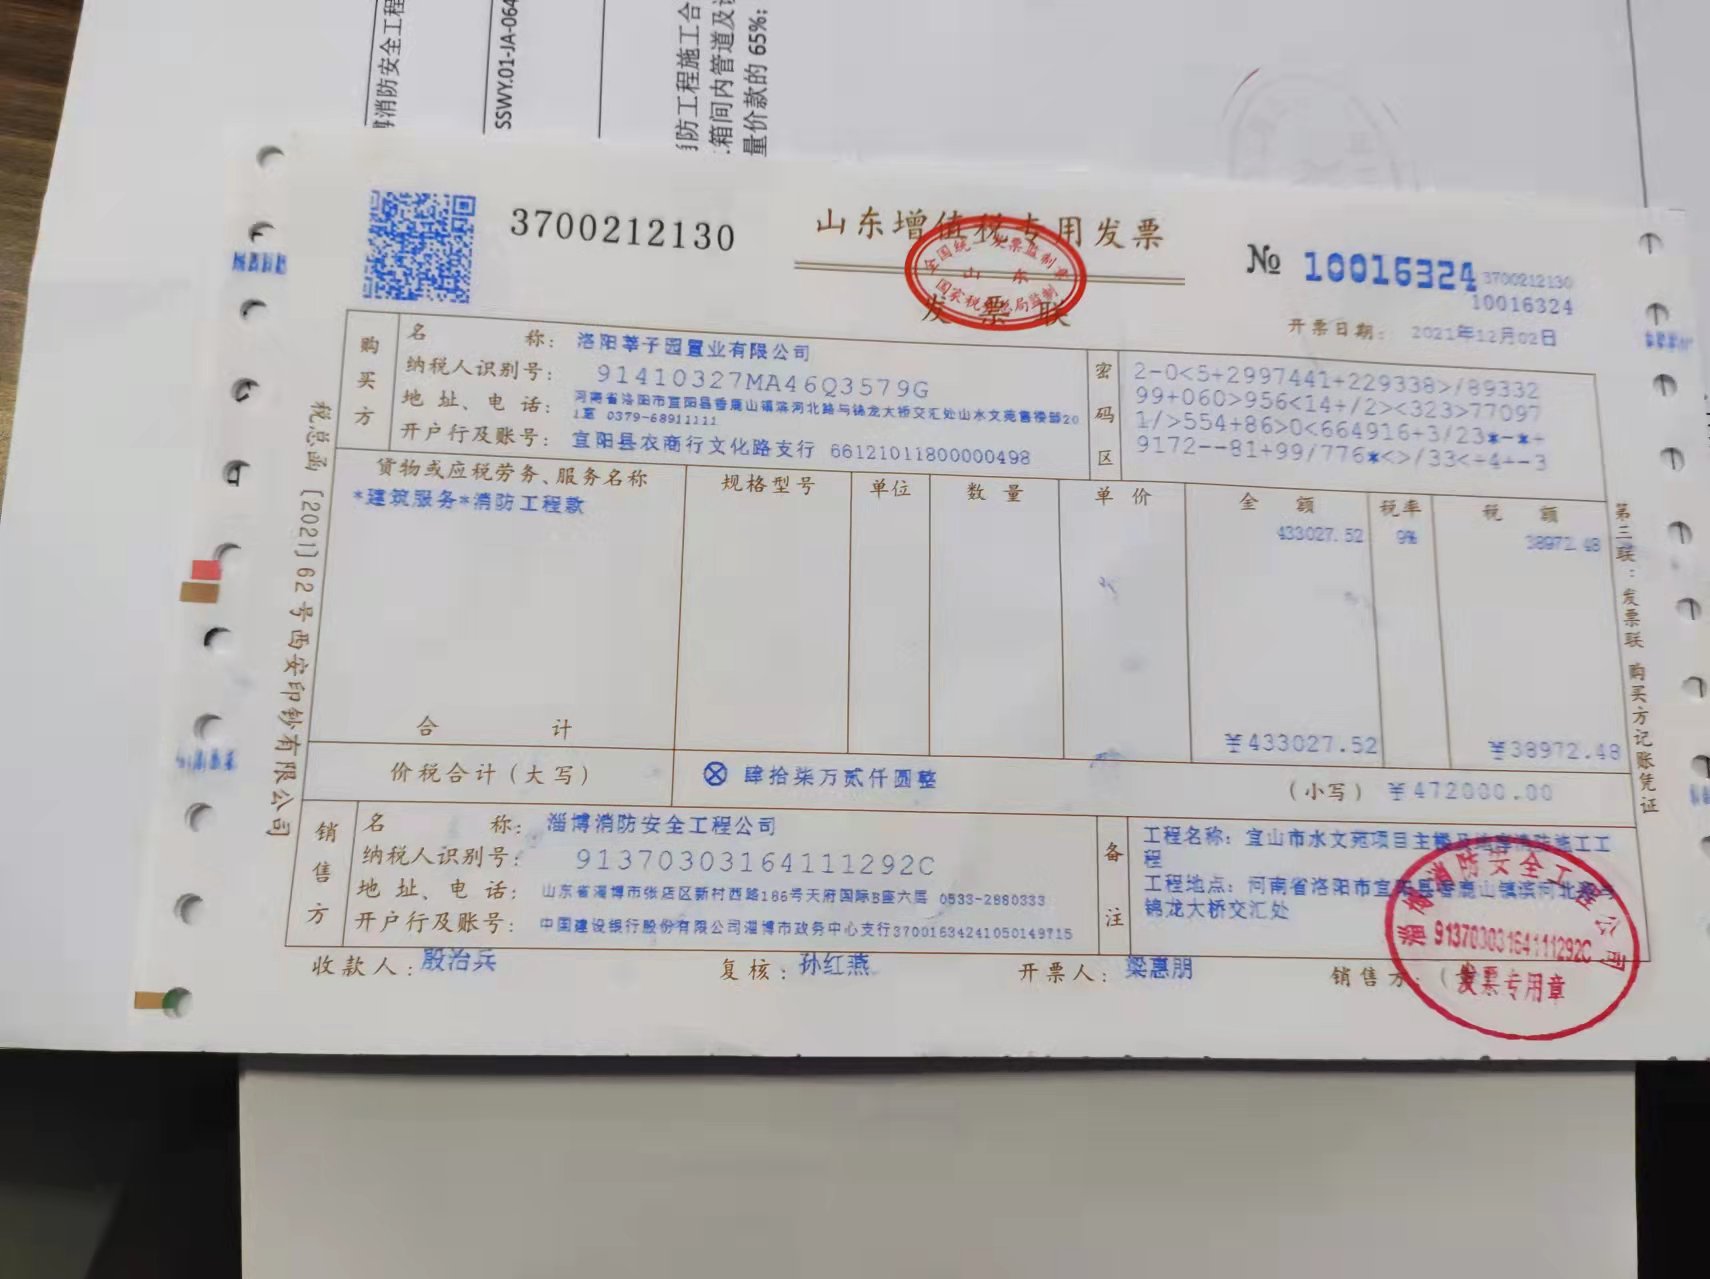 消防安全工程
SSWY.01-JA-064
消防工程施工合
箱间内管道及
量价款的 65%;
3700212130
山东增值税专用发票
全国统一发票监制章
山东
国家税务总局监制
发票联
№ 10016324
3700212130
10016324
开票日期: 2021年12月02日
税总函〔2021〕62号西安印钞有限公司
购买方
名称: 洛阳莘子园置业有限公司
纳税人识别号: 91410327MA46Q3579G
地址、电话: 河南省洛阳市宜阳县香鹿山镇滨河北路与锦龙大桥交汇处山水文苑售楼部20
1室 0379-68911111
开户行及账号: 宜阳县农商行文化路支行 66121011800000498
密码区
2-0<5+2997441+229338>/89332
99+060>956<14+/2><323>77097
1/>554+86>0<664916+3/23*-*+
9172--81+99/776*<>/33<+4+-3
货物或应税劳务、服务名称 规格型号 单位 数量 单价 金额 税率 税额
*建筑服务*消防工程款 433027.52 9% 38972.48
合计 ¥433027.52 ¥38972.48
价税合计(大写) ⊗ 肆拾柒万贰仟圆整 (小写) ¥472000.00
第三联:发票联 购买方记账凭证
销售方
名称: 淄博消防安全工程公司
纳税人识别号: 91370303164111292C
地址、电话: 山东省淄博市张店区新村西路186号天府国际B座六层 0533-2880333
开户行及账号: 中国建设银行股份有限公司淄博市政务中心支行37001634241050149715
备注
工程名称: 宜山市水文苑项目主楼及地库消防施工工
程
工程地点: 河南省洛阳市宜阳县香鹿山镇滨河北路与
锦龙大桥交汇处
收款人: 殷治兵 复核: 孙红燕 开票人: 梁惠朋 销售方: (章)
淄博消防安全工程公司
91370303164111292C
发票专用章